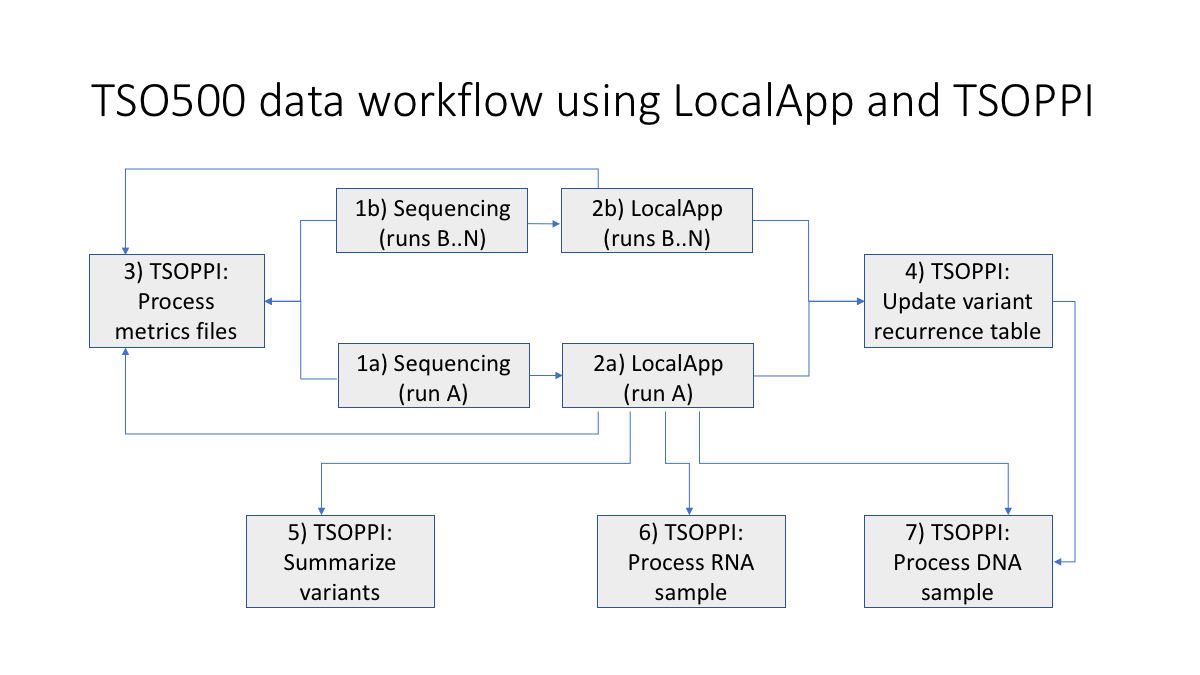 TSO500 data workflow using LocalApp and TSOPPI
1b) Sequencing
(runs B..N)
2b) LocalApp
(runs B..N)
3) TSOPPI:
Process
metrics files
4) TSOPPI:
Update variant
recurrence table
1a) Sequencing
(run A)
2a) LocalApp
(run A)
5) TSOPPI:
Summarize
variants
6) TSOPPI:
Process RNA
sample
7) TSOPPI:
Process DNA
sample